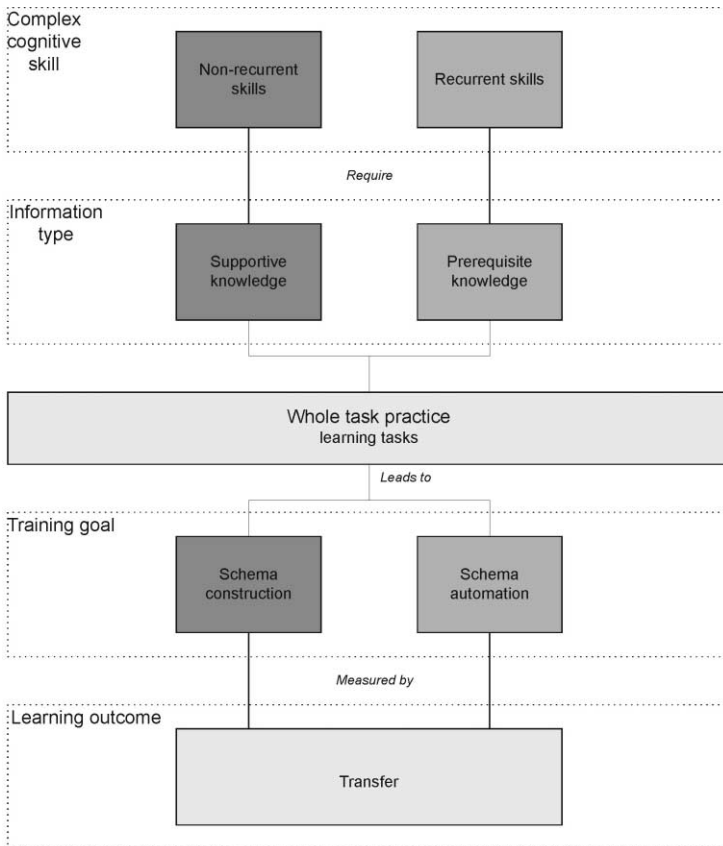 Complex
cognitive
skill
Non-recurrent
skills
Recurrent skills
Require
Information
type
Supportive
knowledge
Prerequisite
knowledge
Whole task practice
learning tasks
Leads to
Training goal
Schema
construction
Schema
automation
Measured by
Learning outcome
Transfer